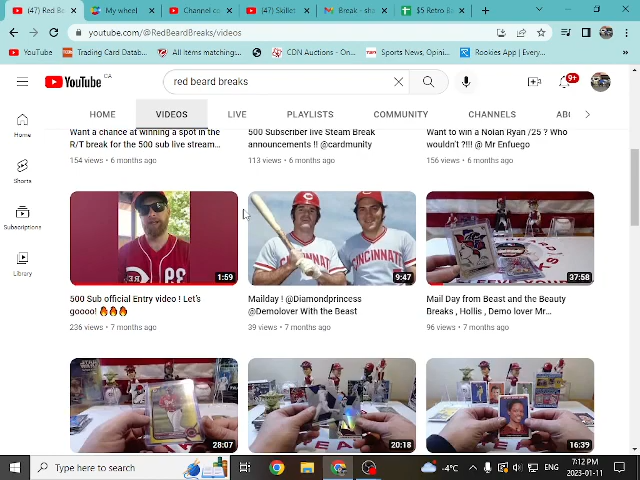 (47) Red Be
My wheel
Channel co
(47) Skillet
Break - sha
$5 Retro B
youtube.com/@RedBeardBreaks/videos
YouTube
Trading Card Datab...
All Items matching:...
CDN Auctions - On...
Sports News, Opini...
Rookies App | Every...
YouTube CA
red beard breaks
9+
HOME
VIDEOS
LIVE
PLAYLISTS
COMMUNITY
CHANNELS
ABO
Home
Shorts
Subscriptions
Library
Want a chance at winning a spot in the
R/T break for the 500 sub live stream...
154 views • 6 months ago
500 Subscriber live Steam Break
announcements !! @cardmunity
113 views • 6 months ago
Want to win a Nolan Ryan /25 ? Who
wouldn't ?!!! @ Mr Enfuego
156 views • 6 months ago
1:59
500 Sub official Entry video ! Let's
goooo! 🔥🔥🔥
236 views • 7 months ago
CINCINNATI
CINCINNATI
9:47
Mailday ! @Diamondprincess
@Demolover With the Beast
39 views • 7 months ago
37:58
Mail Day from Beast and the Beauty
Breaks , Hollis , Demo lover Mr...
96 views • 7 months ago
28:07
20:18
16:39
Type here to search
-4°C
ENG
7:12 PM
2023-01-11